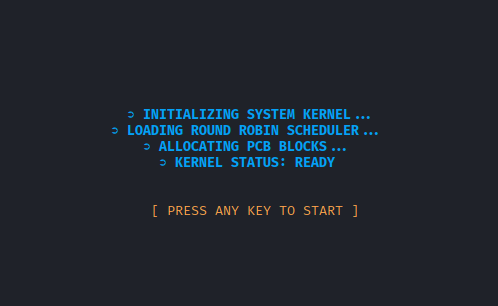 ➲ INITIALIZING SYSTEM KERNEL...
➲ LOADING ROUND ROBIN SCHEDULER...
➲ ALLOCATING PCB BLOCKS...
➲ KERNEL STATUS: READY
[ PRESS ANY KEY TO START ]